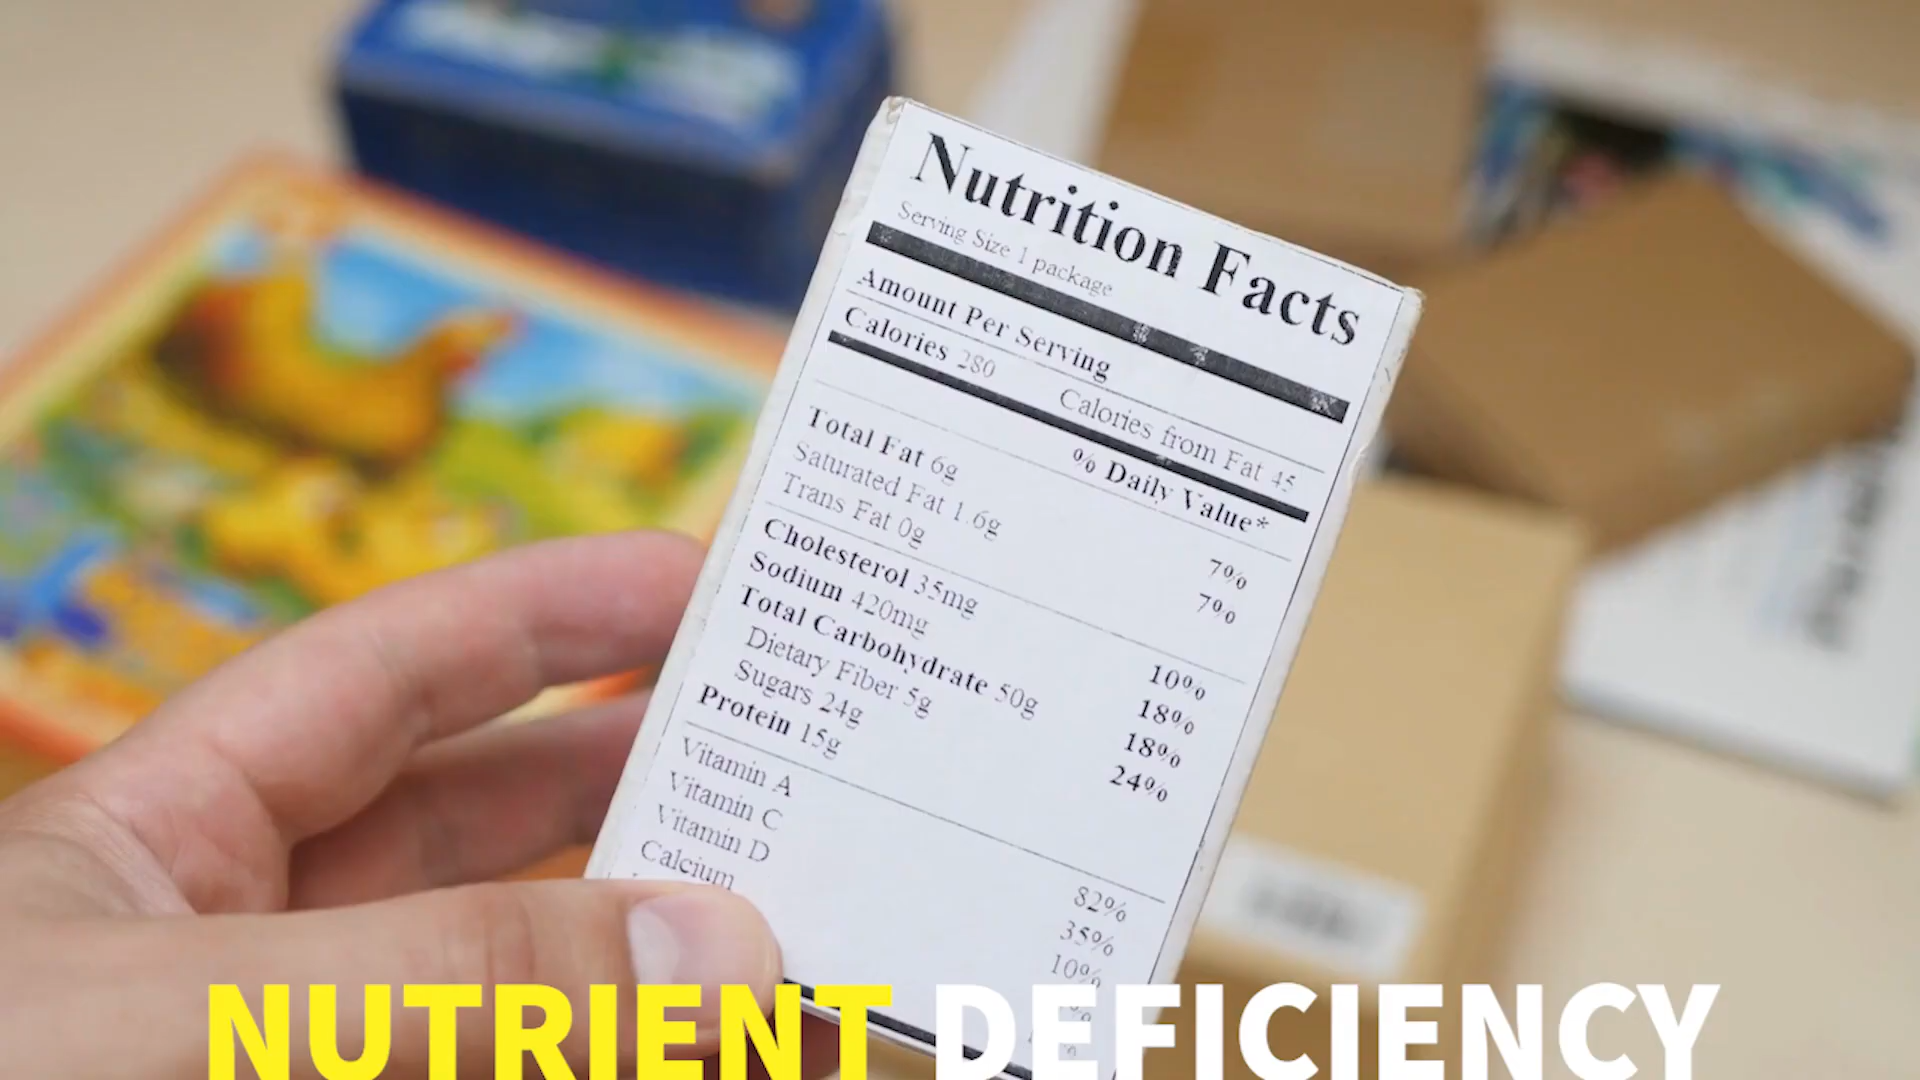 Nutrition Facts
Serving Size 1 package
Amount Per Serving
Calories 280 Calories from Fat 45
% Daily Value*
Total Fat 6g 7%
Saturated Fat 1.6g 7%
Trans Fat 0g
Cholesterol 35mg 10%
Sodium 420mg 18%
Total Carbohydrate 50g 18%
Dietary Fiber 5g 24%
Sugars 24g
Protein 15g
Vitamin A 82%
Vitamin C 35%
Vitamin D 10%
Calcium
NUTRIENT DEFICIENCY